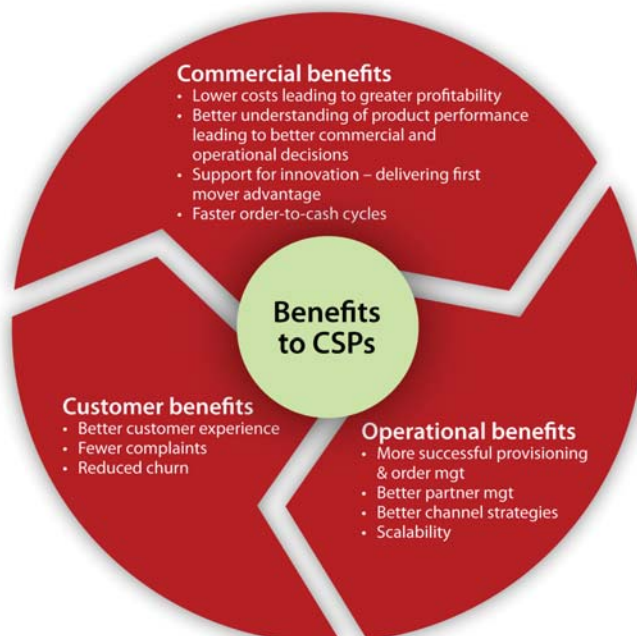 Commercial benefits
• Lower costs leading to greater profitability
• Better understanding of product performance
leading to better commercial and
operational decisions
• Support for innovation – delivering first
mover advantage
• Faster order-to-cash cycles
Benefits
to CSPs
Customer benefits
• Better customer experience
• Fewer complaints
• Reduced churn
Operational benefits
• More successful provisioning
& order mgt
• Better partner mgt
• Better channel strategies
• Scalability